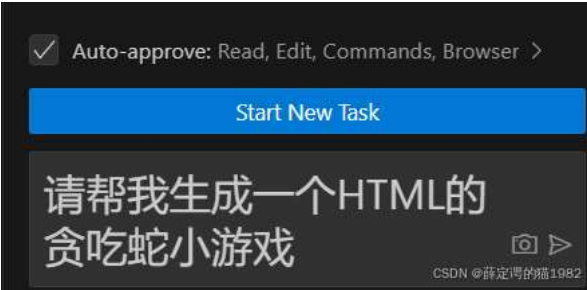 Auto-approve: Read, Edit, Commands, Browser >
Start New Task
请帮我生成一个HTML的
贪吃蛇小游戏
CSDN @薛定谔的猫1982